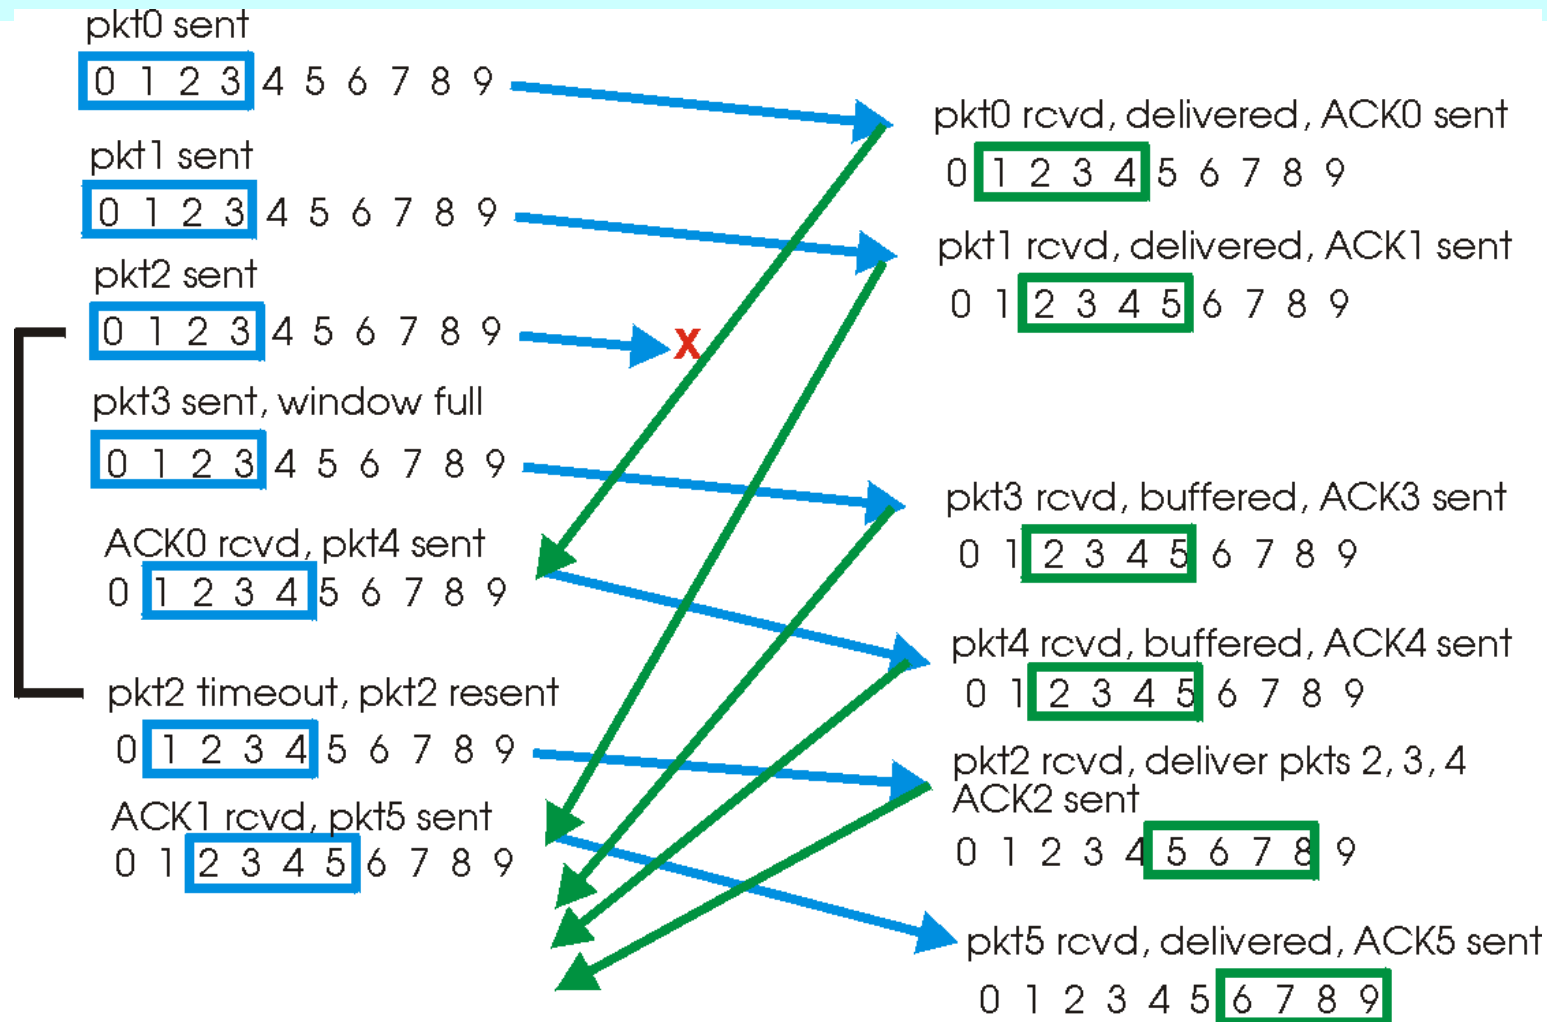 pkt0 sent
0 1 2 3 4 5 6 7 8 9
pkt1 sent
0 1 2 3 4 5 6 7 8 9
pkt2 sent
0 1 2 3 4 5 6 7 8 9
X
pkt3 sent, window full
0 1 2 3 4 5 6 7 8 9
ACK0 rcvd, pkt4 sent
0 1 2 3 4 5 6 7 8 9
pkt2 timeout, pkt2 resent
0 1 2 3 4 5 6 7 8 9
ACK1 rcvd, pkt5 sent
0 1 2 3 4 5 6 7 8 9
pkt0 rcvd, delivered, ACK0 sent
0 1 2 3 4 5 6 7 8 9
pkt1 rcvd, delivered, ACK1 sent
0 1 2 3 4 5 6 7 8 9
pkt3 rcvd, buffered, ACK3 sent
0 1 2 3 4 5 6 7 8 9
pkt4 rcvd, buffered, ACK4 sent
0 1 2 3 4 5 6 7 8 9
pkt2 rcvd, deliver pkts 2, 3, 4
ACK2 sent
0 1 2 3 4 5 6 7 8 9
pkt5 rcvd, delivered, ACK5 sent
0 1 2 3 4 5 6 7 8 9